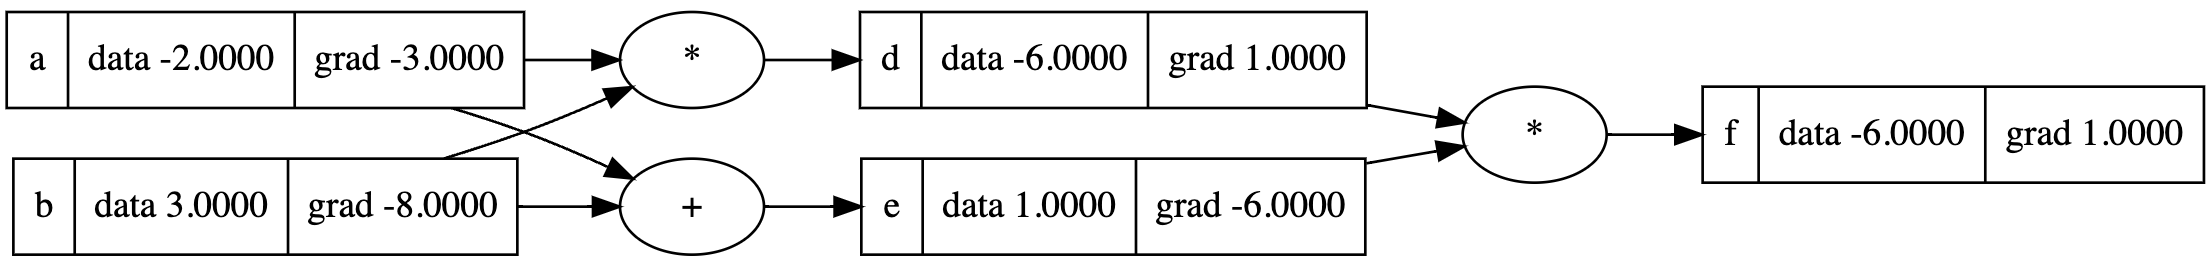 a data -2.0000 grad -3.0000
*
d data -6.0000 grad 1.0000
b data 3.0000 grad -8.0000
+
e data 1.0000 grad -6.0000
*
f data -6.0000 grad 1.0000